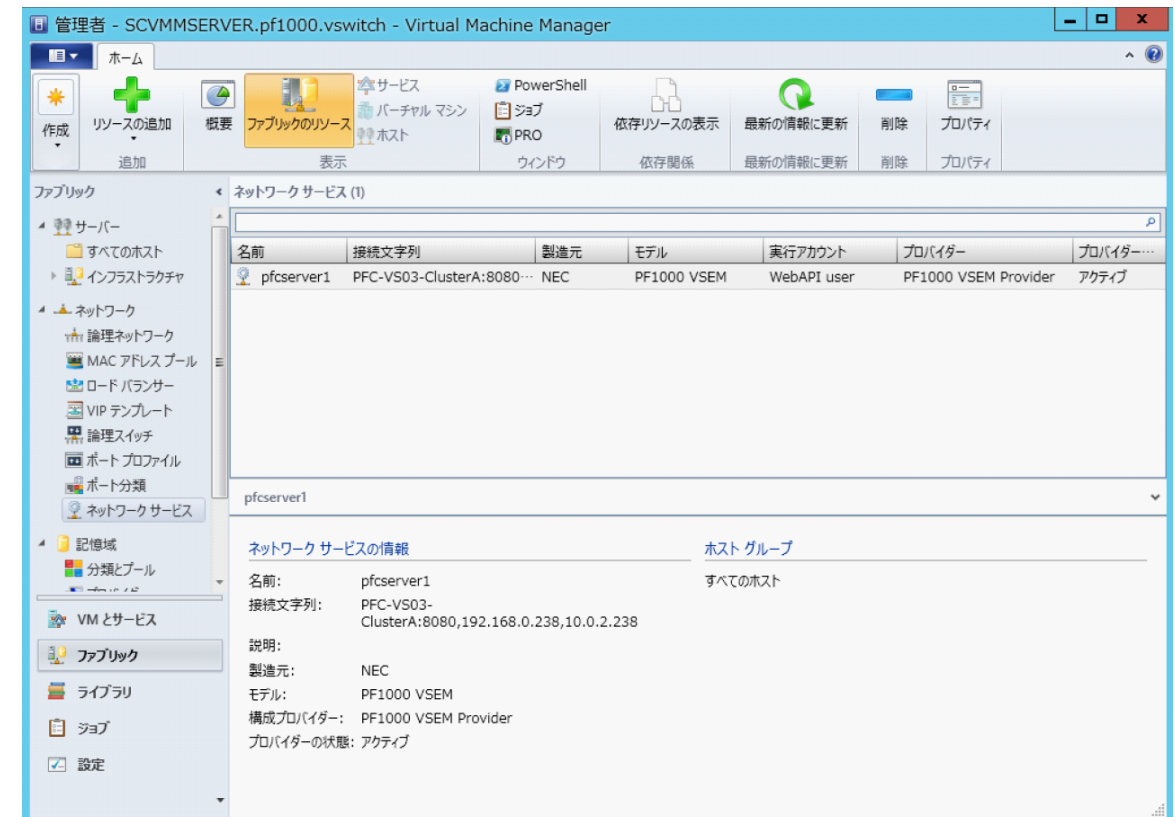 管理者 - SCVMMSERVER.pf1000.vswitch - Virtual Machine Manager
ホーム
作成
リソースの追加
追加
概要
ファブリックのリソース
サービス
バーチャル マシン
ホスト
表示
PowerShell
ジョブ
PRO
ウィンドウ
依存リソースの表示
依存関係
最新の情報に更新
最新の情報に更新
削除
削除
プロパティ
プロパティ
ファブリック
サーバー
すべてのホスト
インフラストラクチャ
ネットワーク
論理ネットワーク
MAC アドレス プール
ロード バランサー
VIP テンプレート
論理スイッチ
ポート プロファイル
ポート分類
ネットワーク サービス
記憶域
分類とプール
VM とサービス
ファブリック
ライブラリ
ジョブ
設定
ネットワーク サービス (1)
名前 接続文字列 製造元 モデル 実行アカウント プロバイダー プロバイダー…
pfcserver1 PFC-VS03-ClusterA:8080… NEC PF1000 VSEM WebAPI user PF1000 VSEM Provider アクティブ
pfcserver1
ネットワーク サービスの情報
名前: pfcserver1
接続文字列: PFC-VS03-
ClusterA:8080,192.168.0.238,10.0.2.238
説明:
製造元: NEC
モデル: PF1000 VSEM
構成プロバイダー: PF1000 VSEM Provider
プロバイダーの状態: アクティブ
ホスト グループ
すべてのホスト